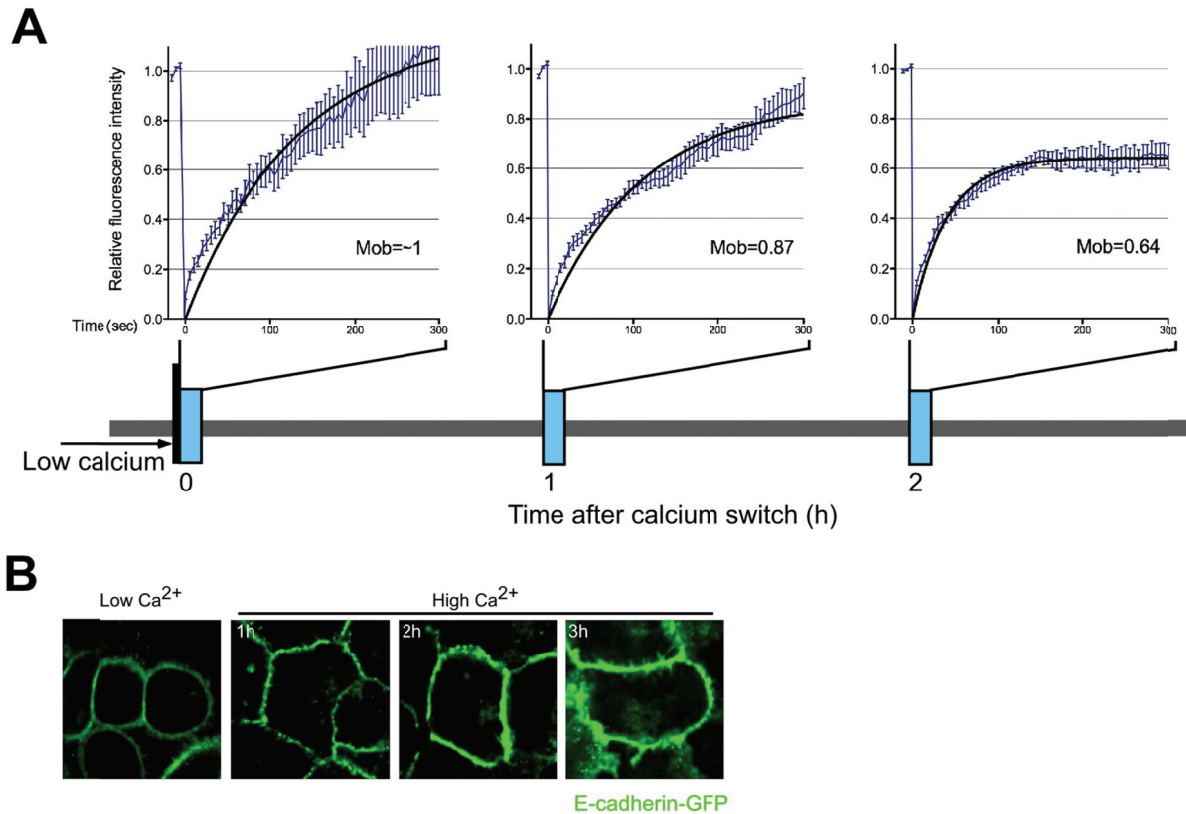 A
Relative fluorescence intensity
1.0
0.8
0.6
0.4
0.2
0.0
Mob=~1
Time (sec)
0
100
200
300
1.0
0.8
0.6
0.4
0.2
0.0
Mob=0.87
0
100
200
300
1.0
0.8
0.6
0.4
0.2
0.0
Mob=0.64
0
100
200
300
Low calcium
0
1
2
Time after calcium switch (h)
B
Low Ca2+
High Ca2+
1h
2h
3h
E-cadherin-GFP